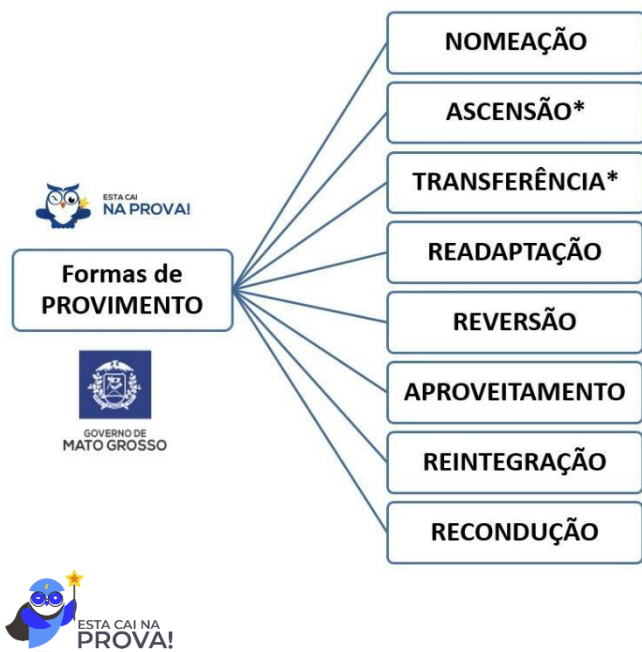 NOMEAÇÃO
ASCENSÃO*
TRANSFERÊNCIA*
ESTA CAI
NA PROVA!
READAPTAÇÃO
Formas de
PROVIMENTO
REVERSÃO
APROVEITAMENTO
GOVERNO DE
MATO GROSSO
REINTEGRAÇÃO
RECONDUÇÃO
ESTA CAI NA
PROVA!